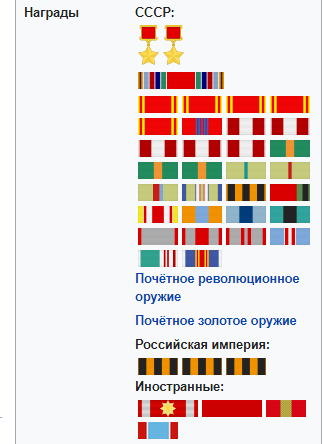 Награды
СССР:
Почётное революционное
оружие
Почётное золотое оружие
Российская империя:
Иностранные: